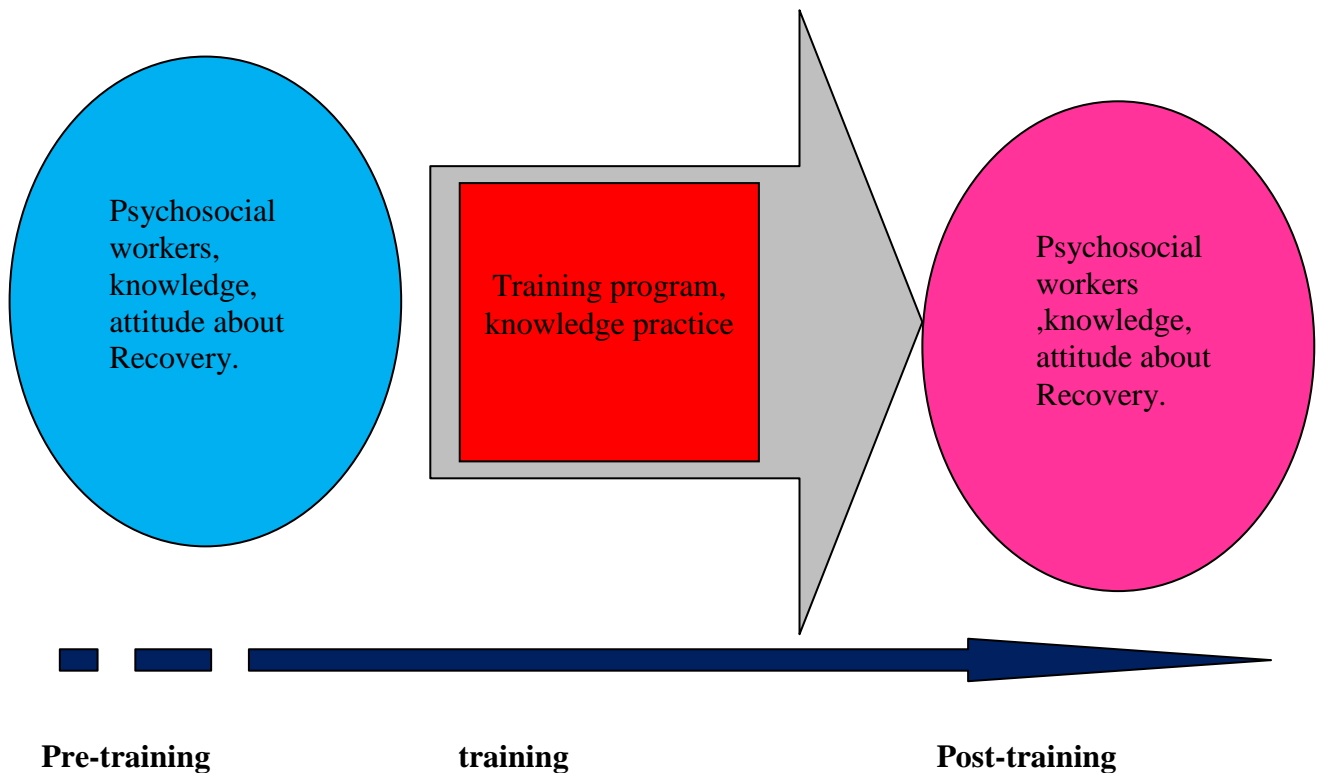 Psychosocial
workers,
knowledge,
attitude about
Recovery.
Training program,
knowledge practice
Psychosocial
workers
,knowledge,
attitude about
Recovery.
Pre-training
training
Post-training